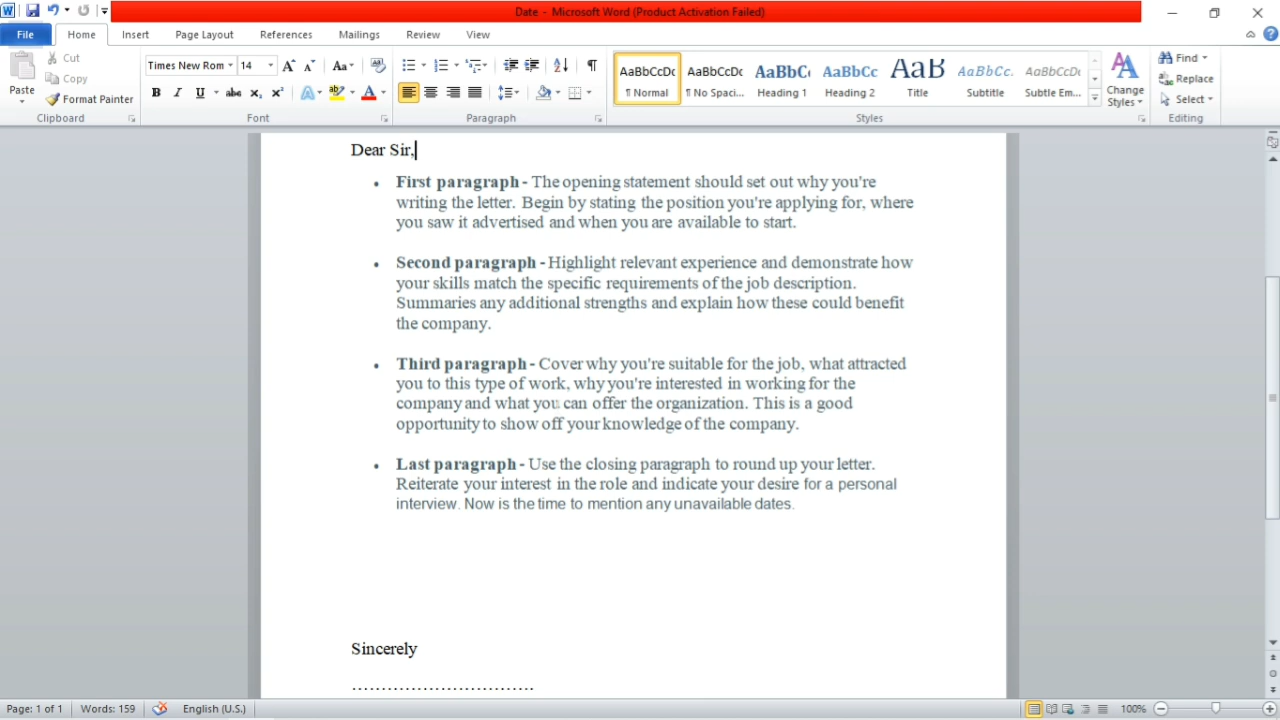 Date - Microsoft Word (Product Activation Failed)
File Home Insert Page Layout References Mailings Review View
Cut
Copy
Format Painter
Paste
Clipboard
Times New Rom 14
Font
Paragraph
AaBbCcDc AaBbCcDc AaBbC AaBbCc AaB AaBbCc. AaBbCcDi
¶ Normal ¶ No Spaci... Heading 1 Heading 2 Title Subtitle Subtle Em...
Styles
Change
Styles
Find
Replace
Select
Editing
Dear Sir,
• First paragraph - The opening statement should set out why you're
writing the letter. Begin by stating the position you're applying for, where
you saw it advertised and when you are available to start.
• Second paragraph - Highlight relevant experience and demonstrate how
your skills match the specific requirements of the job description.
Summaries any additional strengths and explain how these could benefit
the company.
• Third paragraph - Cover why you're suitable for the job, what attracted
you to this type of work, why you're interested in working for the
company and what you can offer the organization. This is a good
opportunity to show off your knowledge of the company.
• Last paragraph - Use the closing paragraph to round up your letter.
Reiterate your interest in the role and indicate your desire for a personal
interview. Now is the time to mention any unavailable dates.
Sincerely
…………………………
Page: 1 of 1 Words: 159 English (U.S.) 100%